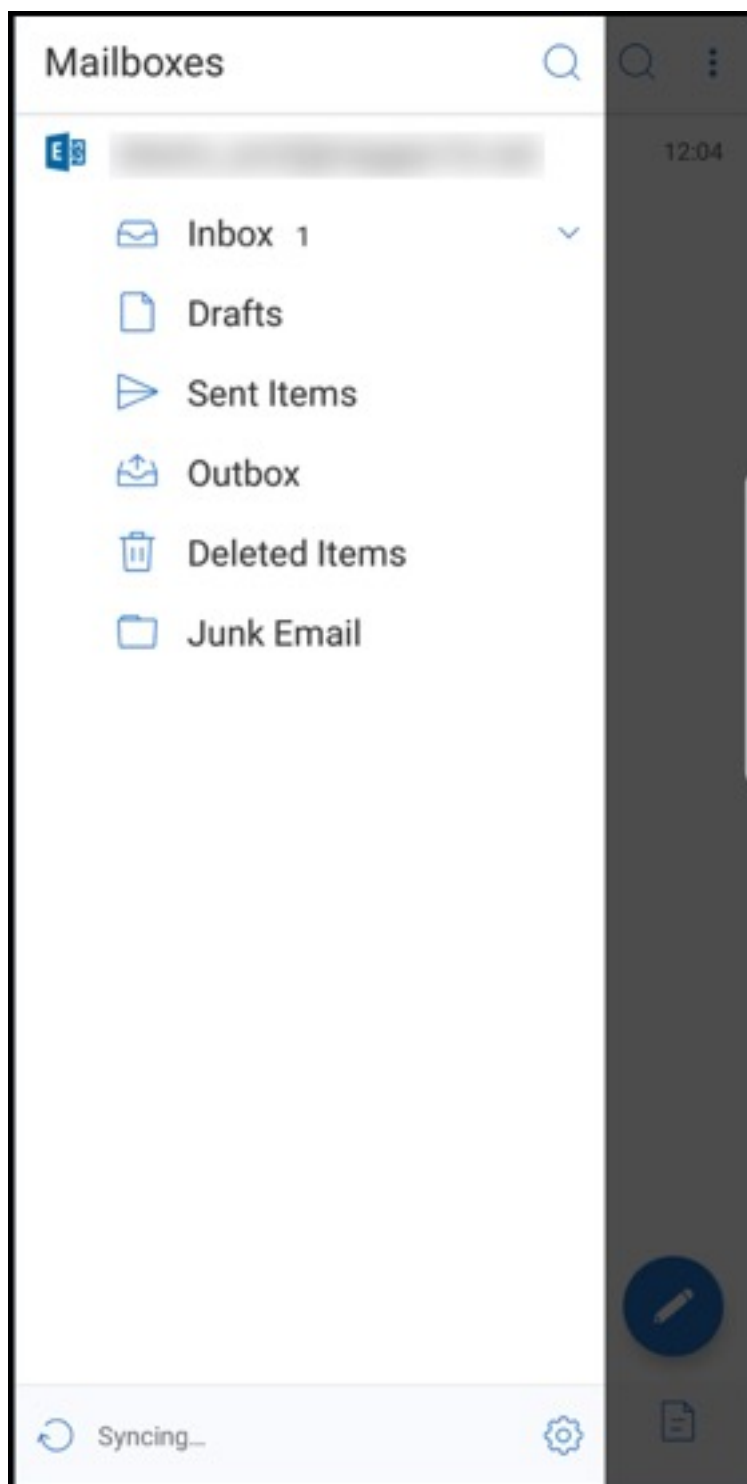 Mailboxes
E
12:04
Inbox 1
Drafts
Sent Items
Outbox
Deleted Items
Junk Email
Syncing...